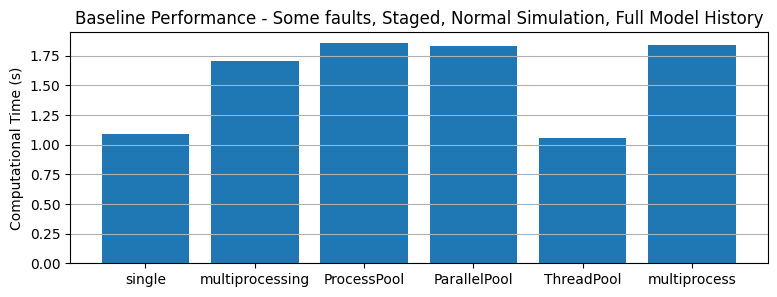 Baseline Performance - Some faults, Staged, Normal Simulation, Full Model History
Computational Time (s)
1.75
1.50
1.25
1.00
0.75
0.50
0.25
0.00
single multiprocessing ProcessPool ParallelPool ThreadPool multiprocess